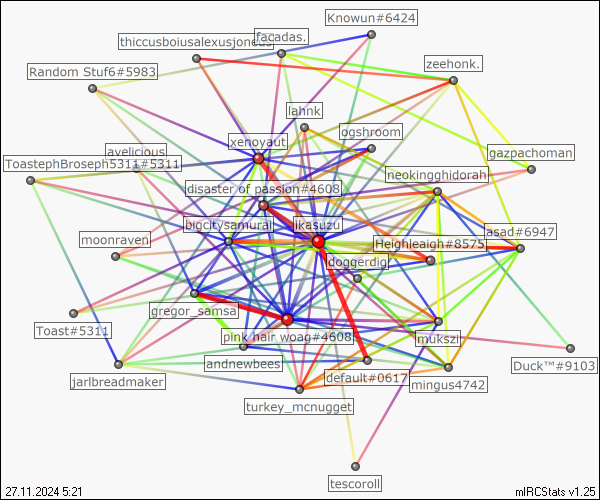 Knowun#6424
facadas.
thiccusboiusalexusjoneus
zeehonk.
Random Stuf6#5983
lahnk
ogshroom
xenoyaut
avelicious
gazpachoman
ToastephBroseph5311#5311
neokingghidorah
disaster of passion#4608
bigcitysamurai
ikasuzu
asad#6947
moonraven
Heighleaigh#8575
doggerdig
gregor_samsa
Toast#5311
pink hair woag#4608
mukszi
andnewbees
Duck™#9103
jarlbreadmaker
default#0617
mingus4742
turkey_mcnugget
tescoroll
27.11.2024 5:21
mIRCStats v1.25